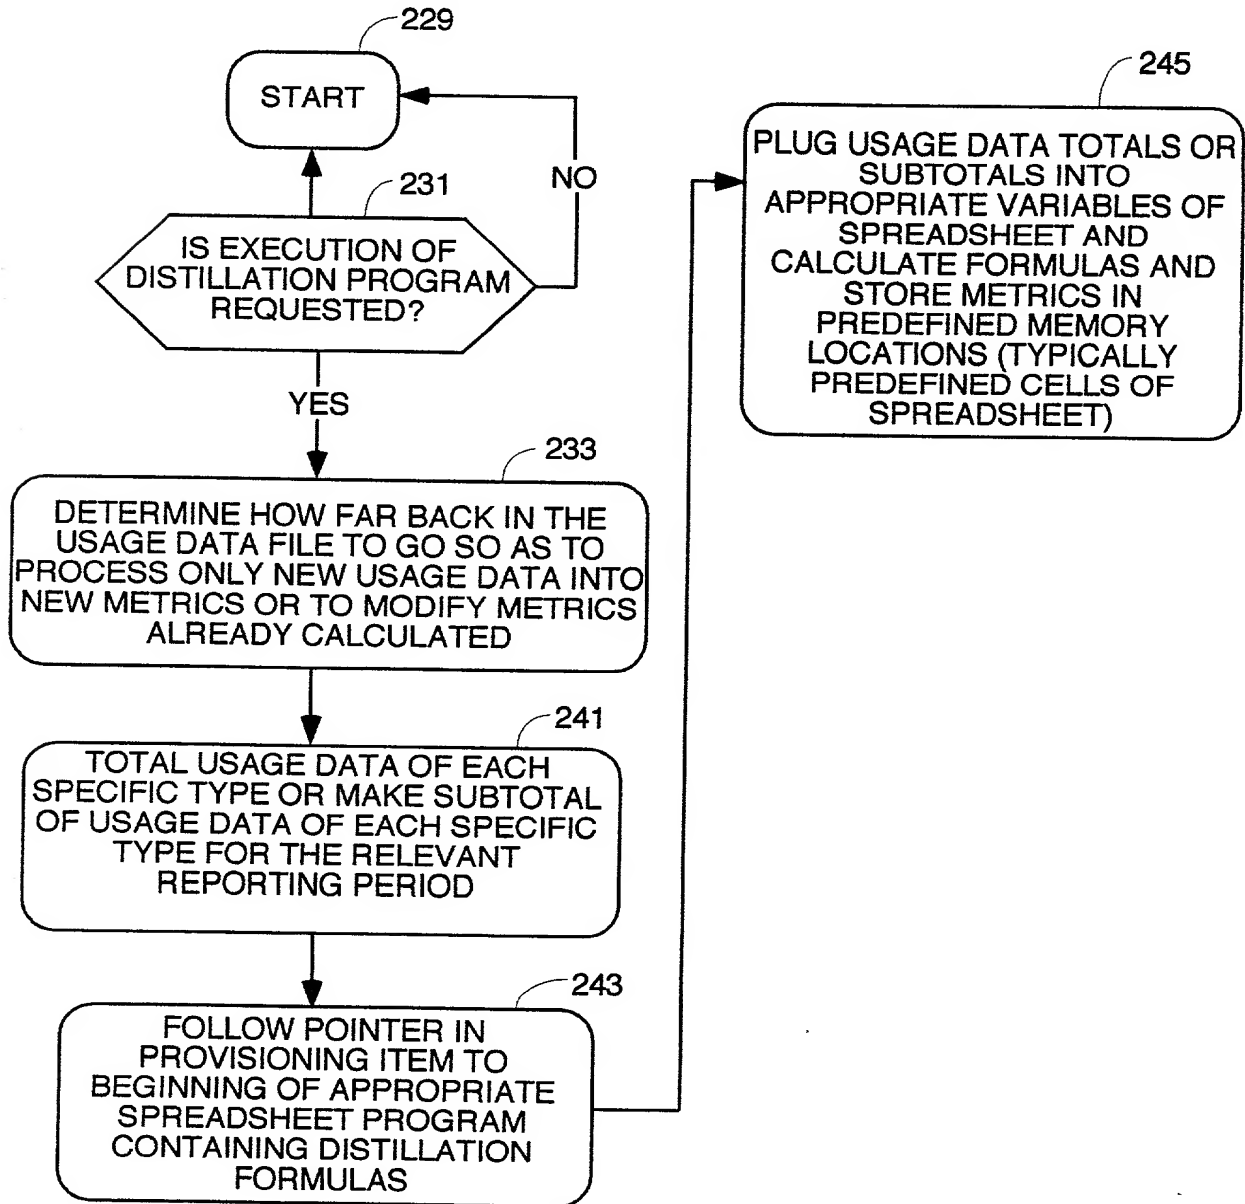 229
START
NO
231
IS EXECUTION OF
DISTILLATION PROGRAM
REQUESTED?
YES
233
DETERMINE HOW FAR BACK IN THE
USAGE DATA FILE TO GO SO AS TO
PROCESS ONLY NEW USAGE DATA INTO
NEW METRICS OR TO MODIFY METRICS
ALREADY CALCULATED
241
TOTAL USAGE DATA OF EACH
SPECIFIC TYPE OR MAKE SUBTOTAL
OF USAGE DATA OF EACH SPECIFIC
TYPE FOR THE RELEVANT
REPORTING PERIOD
243
FOLLOW POINTER IN
PROVISIONING ITEM TO
BEGINNING OF APPROPRIATE
SPREADSHEET PROGRAM
CONTAINING DISTILLATION
FORMULAS
245
PLUG USAGE DATA TOTALS OR
SUBTOTALS INTO
APPROPRIATE VARIABLES OF
SPREADSHEET AND
CALCULATE FORMULAS AND
STORE METRICS IN
PREDEFINED MEMORY
LOCATIONS (TYPICALLY
PREDEFINED CELLS OF
SPREADSHEET)